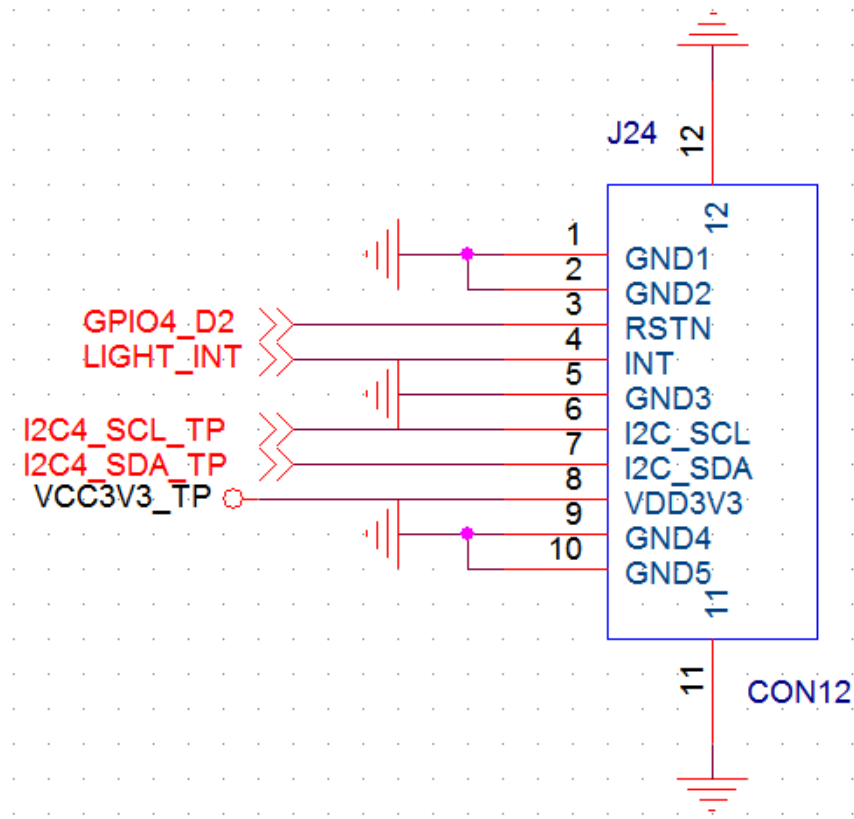 J24
12
12
1
GND1
2
GND2
3
GPIO4_D2
RSTN
4
LIGHT_INT
INT
5
GND3
6
I2C4_SCL_TP
I2C_SCL
7
I2C4_SDA_TP
I2C_SDA
8
VCC3V3_TP
VDD3V3
9
GND4
10
GND5
11
11
CON12